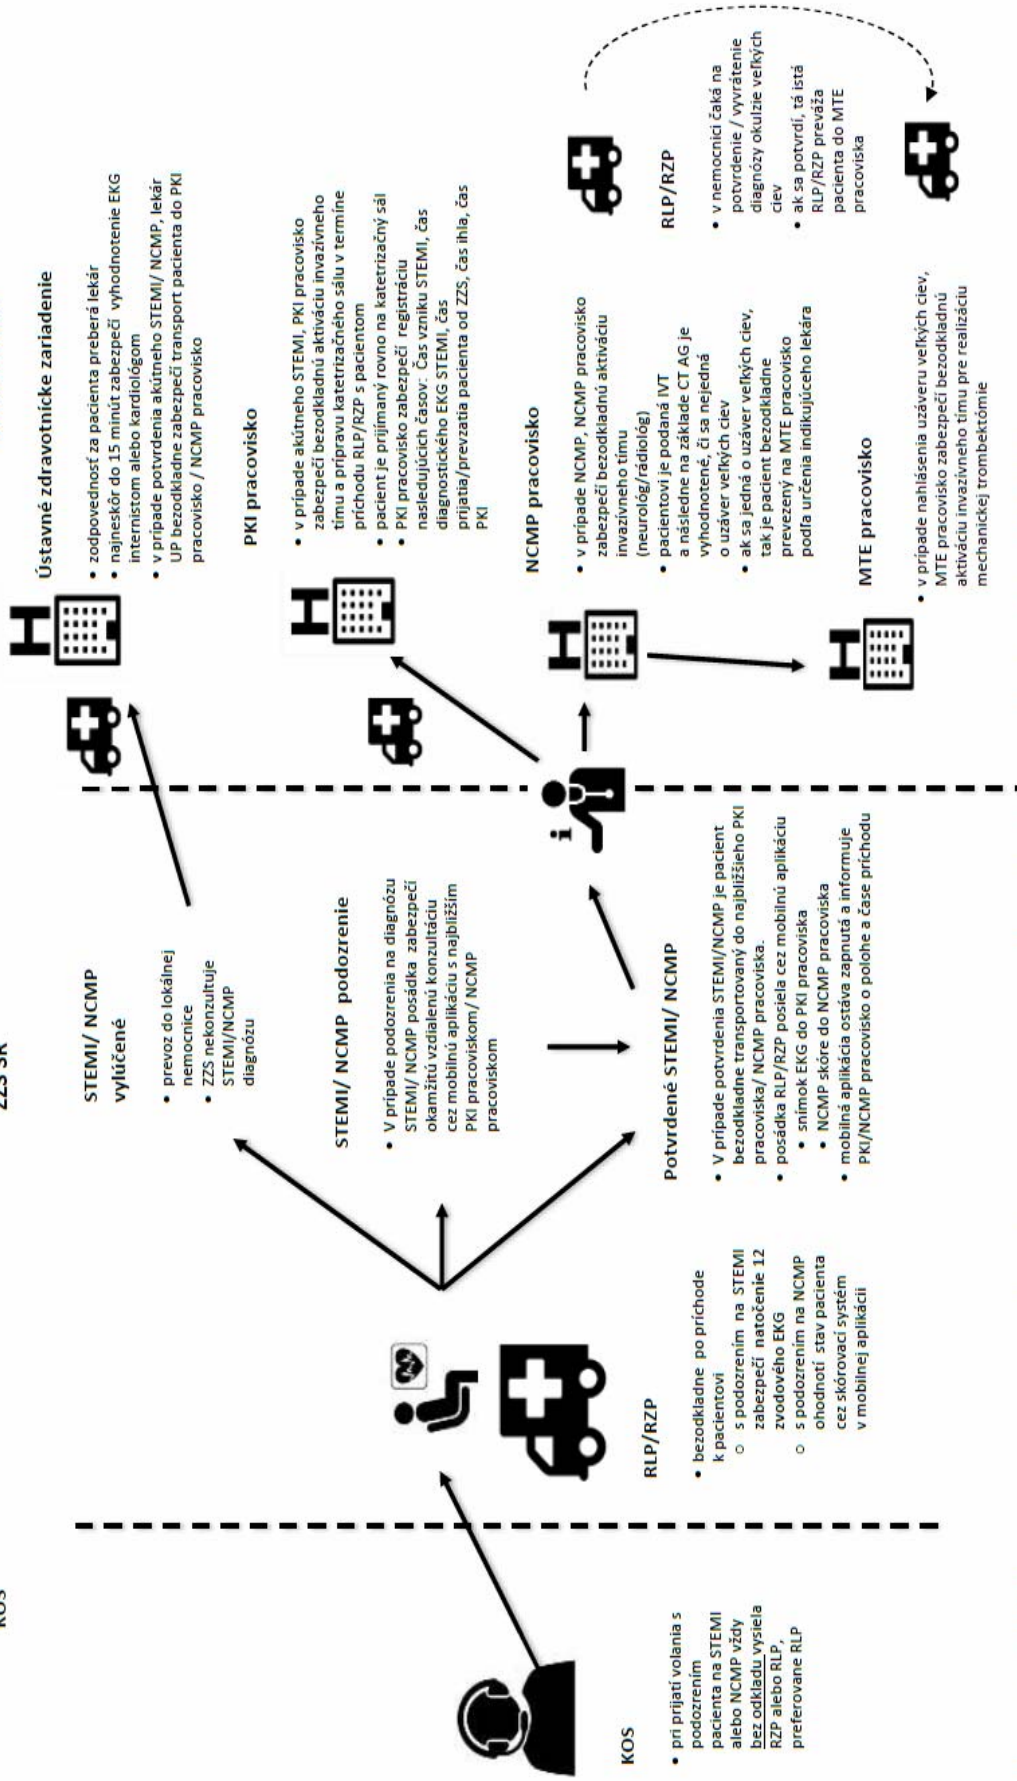 KOS
ZZS SR
KOS
• pri prijatí volania s
podozrením
pacienta na STEMI
alebo NCMP vždy
bez odkladu vysiela
RZP alebo RLP,
preferovane RLP
RLP/RZP
• bezodkladne po príchode
k pacientovi
○ s podozrením na STEMI
zabezpečí natočenie 12
zvodového EKG
○ s podozrením na NCMP
ohodnotí stav pacienta
cez skórovací systém
v mobilnej aplikácii
STEMI/ NCMP
vylúčené
• prevoz do lokálnej
nemocnice
• ZZS nekonzultuje
STEMI/NCMP
diagnózu
STEMI/ NCMP podozrenie
• V prípade podozrenia na diagnózu
STEMI/ NCMP posádka zabezpečí
okamžitú vzdialenú konzultáciu
cez mobilnú aplikáciu s najbližším
PKI pracoviskom/ NCMP
pracoviskom
Potvrdené STEMI/ NCMP
• V prípade potvrdenia STEMI/NCMP je pacient
bezodkladne transportovaný do najbližšieho PKI
pracoviska/ NCMP pracoviska.
• posádka RLP/RZP posiela cez mobilnú aplikáciu
• snímok EKG do PKI pracoviska
• NCMP skóre do NCMP pracoviska
• mobilná aplikácia ostáva zapnutá a informuje
PKI/NCMP pracovisko o polohe a čase príchodu
i
H
Ústavné zdravotnícke zariadenie
• zodpovednosť za pacienta preberá lekár
• najneskôr do 15 minút zabezpečí vyhodnotenie EKG
internistom alebo kardiológom
• v prípade potvrdenia akútneho STEMI/ NCMP, lekár
UP bezodkladne zabezpečí transport pacienta do PKI
pracovisko / NCMP pracovisko
H
PKI pracovisko
• v prípade akútneho STEMI, PKI pracovisko
zabezpečí bezodkladnú aktiváciu invazívneho
tímu a prípravu katetrizačného sálu v termíne
príchodu RLP/RZP s pacientom
• pacient je prijímaný rovno na katetrizačný sál
• PKI pracovisko zabezpečí registráciu
nasledujúcich časov: Čas vzniku STEMI, čas
diagnostického EKG STEMI, čas
prijatia/prevzatia pacienta od ZZS, čas ihla, čas
PKI
H
NCMP pracovisko
• v prípade NCMP, NCMP pracovisko
zabezpečí bezodkladnú aktiváciu
invazívneho tímu
(neurológ/rádiológ)
• pacientovi je podaná IVT
a následne na základe CT AG je
vyhodnotené, či sa nejedná
o uzáver veľkých ciev
• ak sa jedná o uzáver veľkých ciev,
tak je pacient bezodkladne
prevezený na MTE pracovisko
podľa určenia indikujúceho lekára
H
MTE pracovisko
• v prípade nahlásenia uzáveru veľkých ciev,
MTE pracovisko zabezpečí bezodkladnú
aktiváciu invazívneho tímu pre realizáciu
mechanickej trombektómie
RLP/RZP
• v nemocnici čaká na
potvrdenie / vyvrátenie
diagnózy okulzie veľkých
ciev
• ak sa potvrdí, tá istá
RLP/RZP preváža
pacienta do MTE
pracoviska